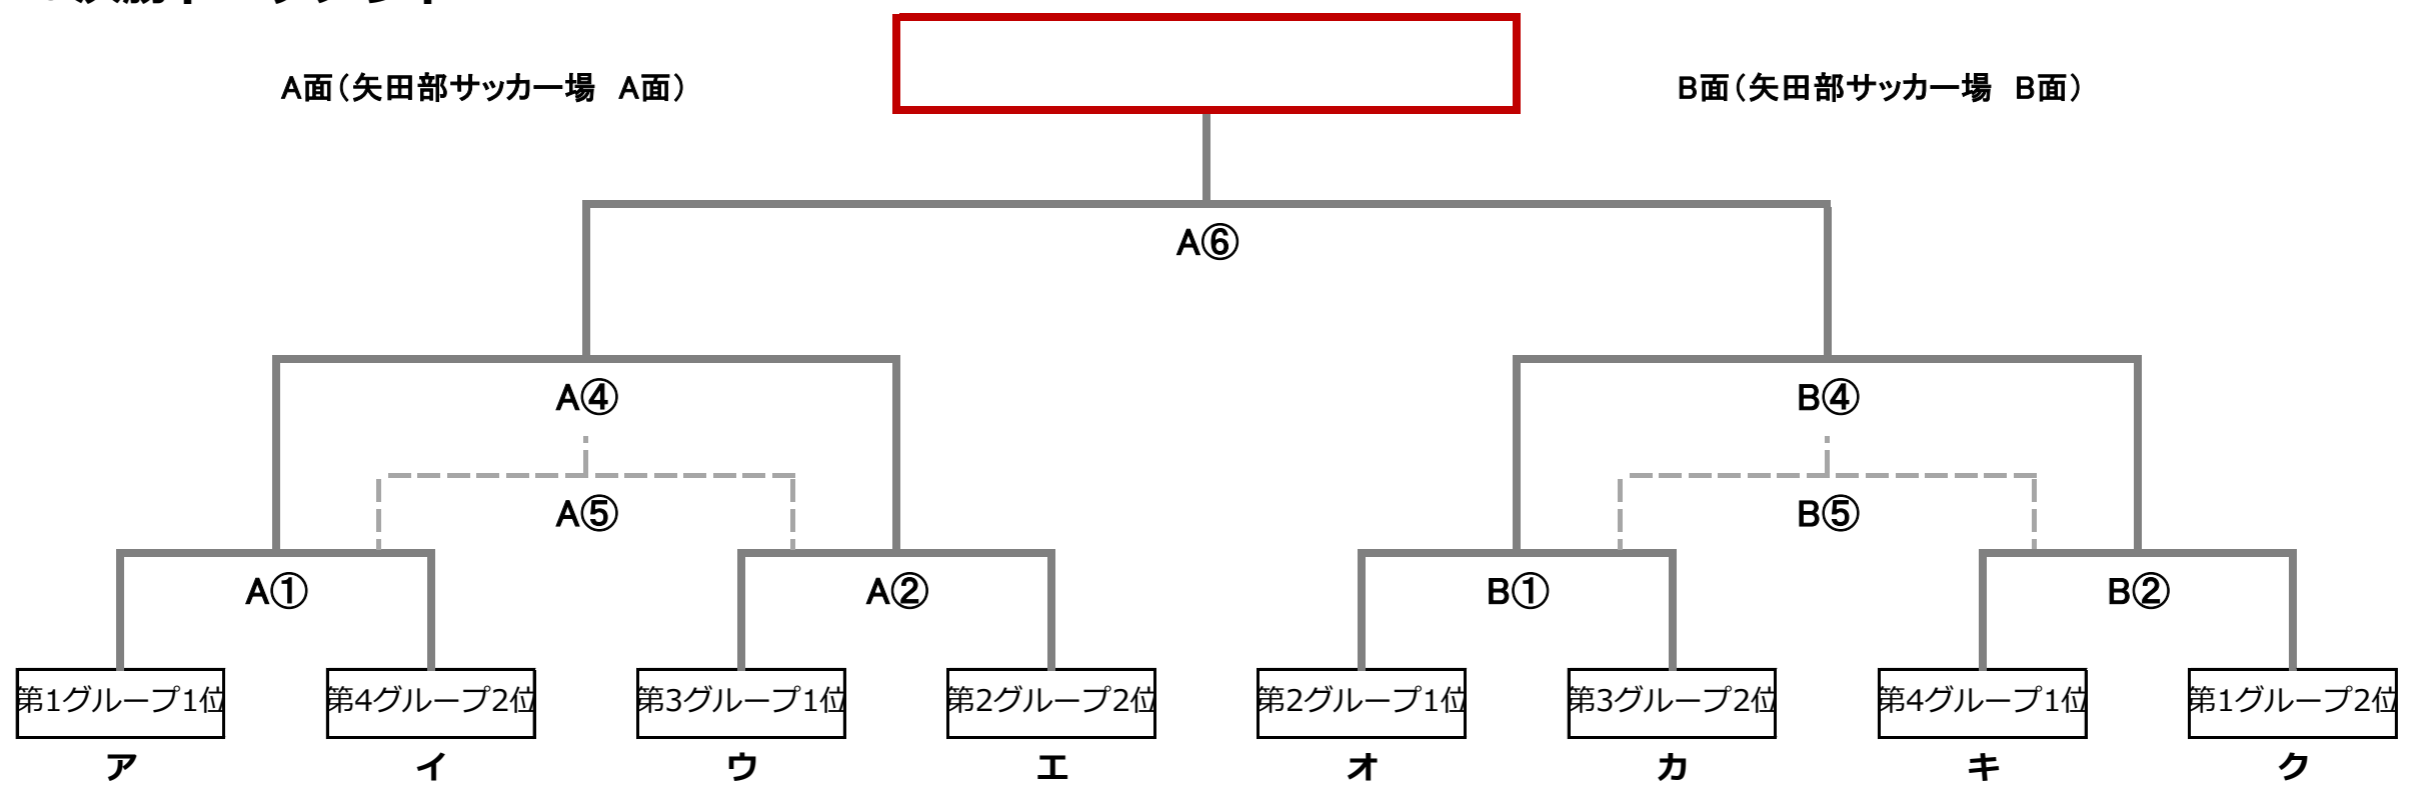 A面（矢田部サッカー場　A面）
B面（矢田部サッカー場　B面）
A⑥
A④
B④
A⑤
B⑤
A①
A②
B①
B②
第1グループ1位
第4グループ2位
第3グループ1位
第2グループ2位
第2グループ1位
第3グループ2位
第4グループ1位
第1グループ2位
ア
イ
ウ
エ
オ
カ
キ
ク